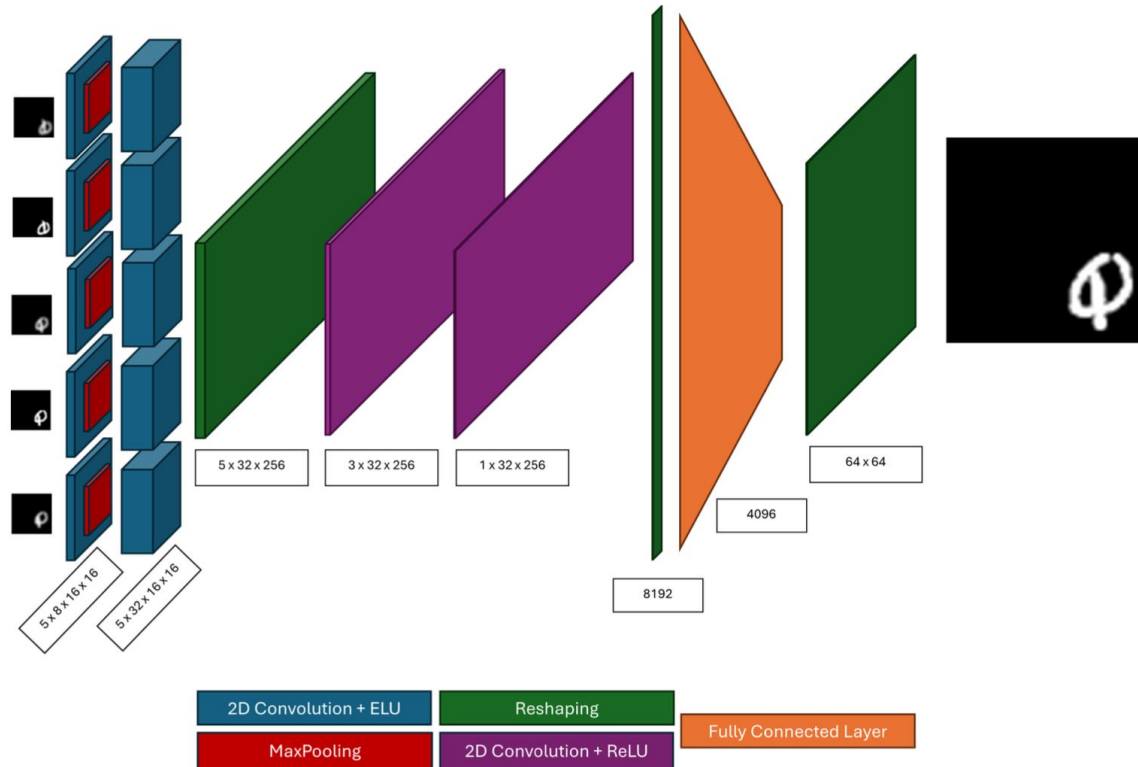 5 x 8 x 16 x 16
5 x 32 x 16 x 16
5 x 32 x 256
3 x 32 x 256
1 x 32 x 256
8192
4096
64 x 64
2D Convolution + ELU
MaxPooling
Reshaping
2D Convolution + ReLU
Fully Connected Layer